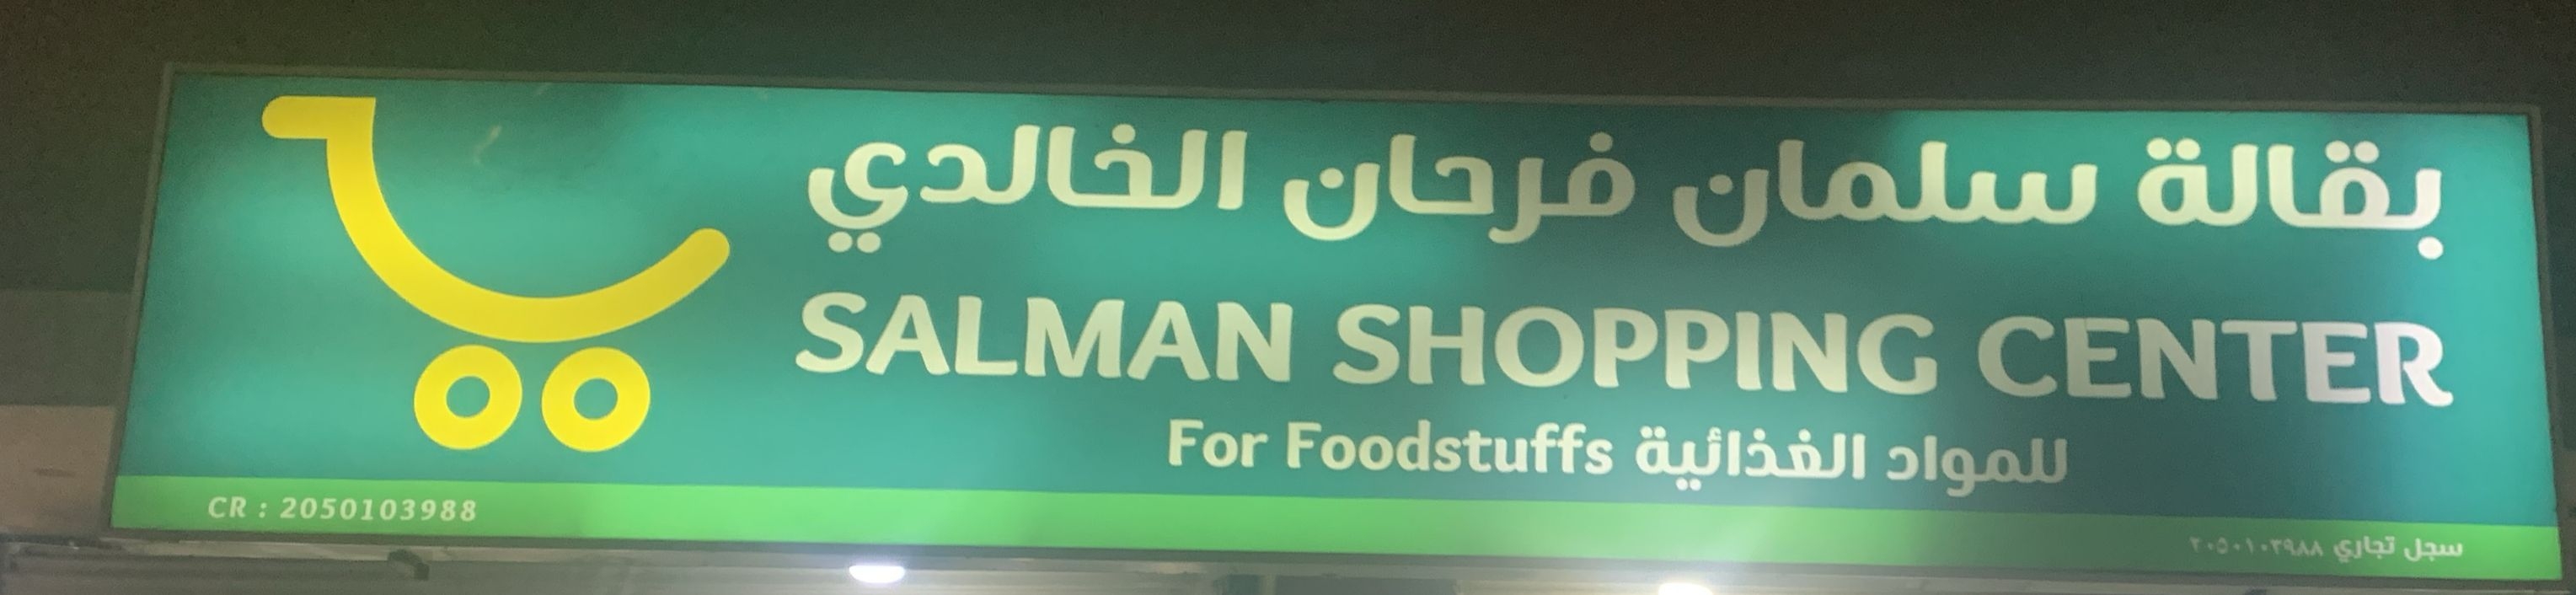 بقالة سلمان فرحان الخالدي
SALMAN SHOPPING CENTER
For Foodstuffs للمواد الغذائية
CR : 2050103988
سجل تجاري ٢٠٥٠١٠٣٩٨٨